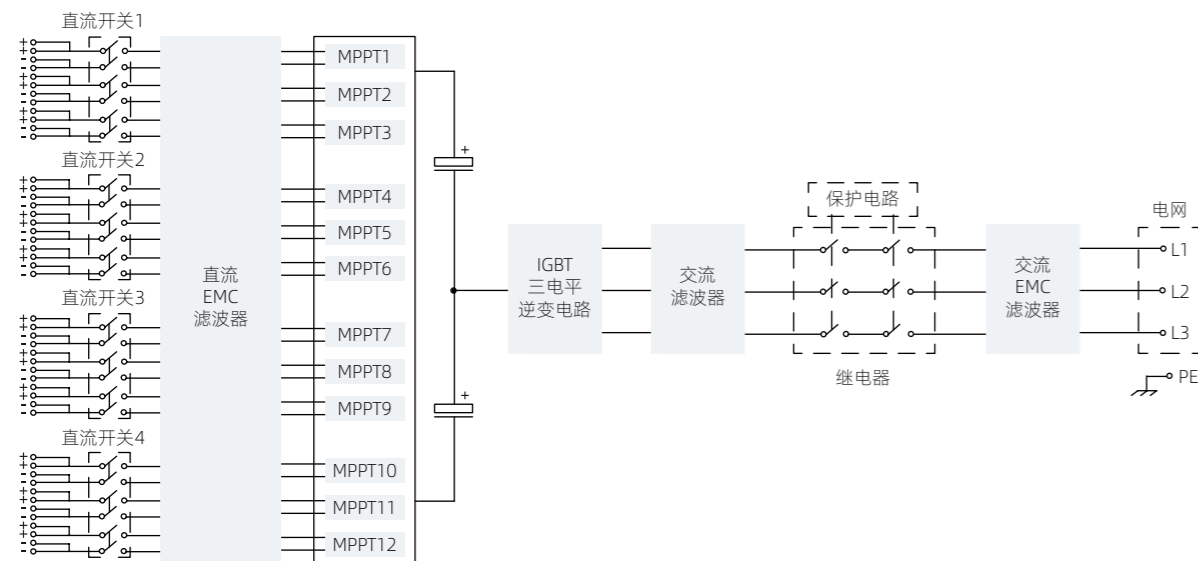 直流开关1
+
+
-
-
+
+
-
-
+
+
-
-
直流开关2
+
+
-
-
+
+
-
-
+
+
-
-
直流开关3
+
+
-
-
+
+
-
-
+
+
-
-
直流开关4
+
+
-
-
+
+
-
-
+
+
-
-
直流
EMC
滤波器
MPPT1
MPPT2
MPPT3
MPPT4
MPPT5
MPPT6
MPPT7
MPPT8
MPPT9
MPPT10
MPPT11
MPPT12
+
+
IGBT
三电平
逆变电路
交流
滤波器
保护电路
继电器
交流
EMC
滤波器
电网
L1
L2
L3
PE